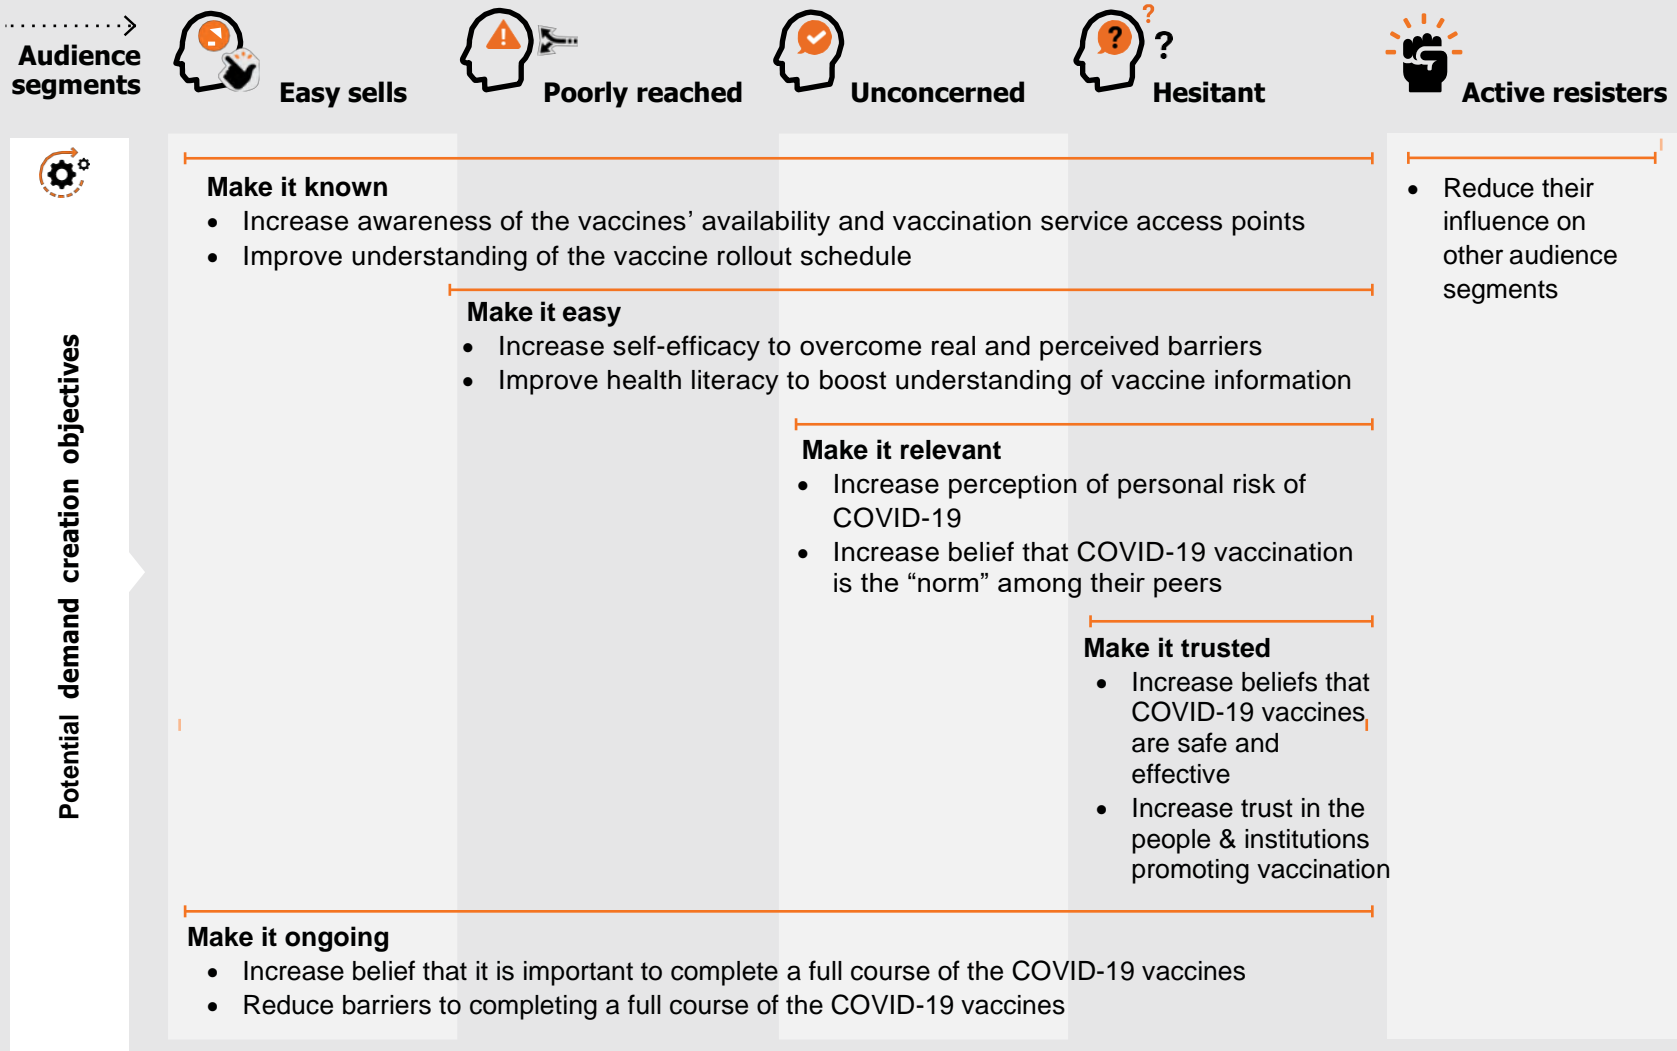 Audience
segments
Easy sells
Poorly reached
Unconcerned
Hesitant
Active resisters
?
?
?
Potential demand creation objectives
Make it known
• Increase awareness of the vaccines’ availability and vaccination service access points
• Improve understanding of the vaccine rollout schedule
Make it easy
• Increase self-efficacy to overcome real and perceived barriers
• Improve health literacy to boost understanding of vaccine information
Make it relevant
• Increase perception of personal risk of
COVID-19
• Increase belief that COVID-19 vaccination
is the “norm” among their peers
Make it trusted
• Increase beliefs that
COVID-19 vaccines
are safe and
effective
• Increase trust in the
people & institutions
promoting vaccination
Make it ongoing
• Increase belief that it is important to complete a full course of the COVID-19 vaccines
• Reduce barriers to completing a full course of the COVID-19 vaccines
• Reduce their
influence on
other audience
segments